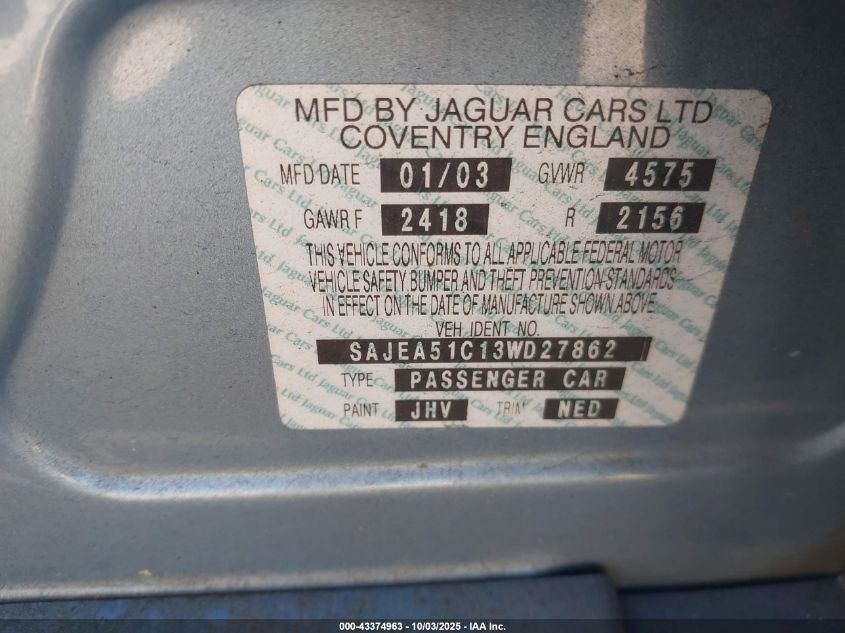 MFD BY JAGUAR CARS LTD
COVENTRY ENGLAND
MFD DATE 01/03 GVWR 4575
GAWR F 2418 R 2156
THIS VEHICLE CONFORMS TO ALL APPLICABLE FEDERAL MOTOR
VEHICLE SAFETY BUMPER AND THEFT PREVENTION STANDARDS
IN EFFECT ON THE DATE OF MANUFACTURE SHOWN ABOVE
VEH IDENT NO.
SAJEA51C13WD27862
TYPE PASSENGER CAR
PAINT JHV TRIM NED
000-43374963 - 10/03/2025 - IAA Inc.